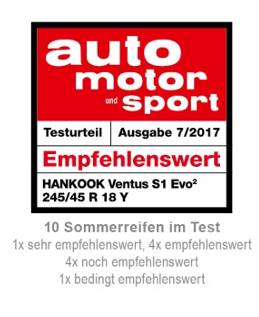 auto
motor
und sport
Testurteil Ausgabe 7/2017
Empfehlenswert
HANKOOK Ventus S1 Evo²
245/45 R 18 Y
10 Sommerreifen im Test
1x sehr empfehlenswert, 4x empfehlenswert
4x noch empfehlenswert
1x bedingt empfehlenswert